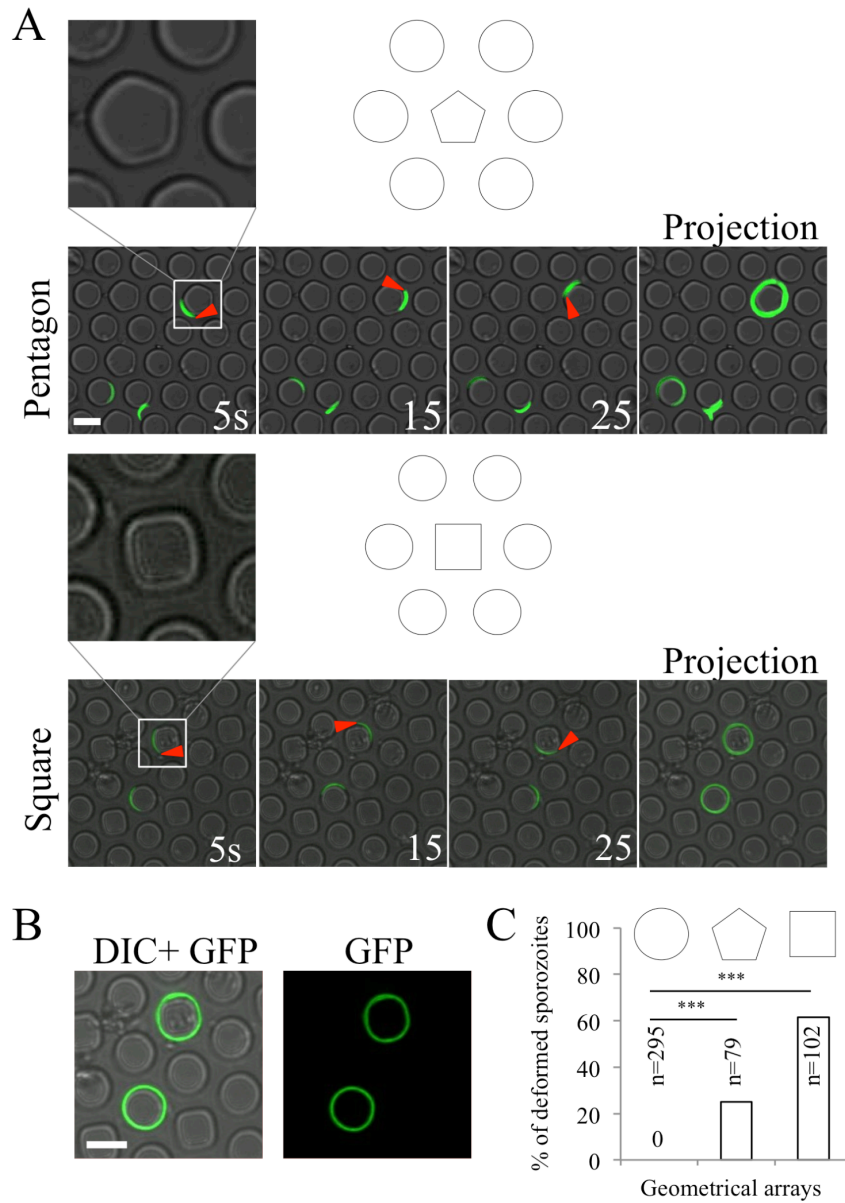 A
Projection
Pentagon
5s
15
25
Projection
Square
5s
15
25
B
DIC+ GFP
GFP
C
% of deformed sporozoites
100
80
60
40
20
0
***
***
n=295
n=79
n=102
0
Geometrical arrays